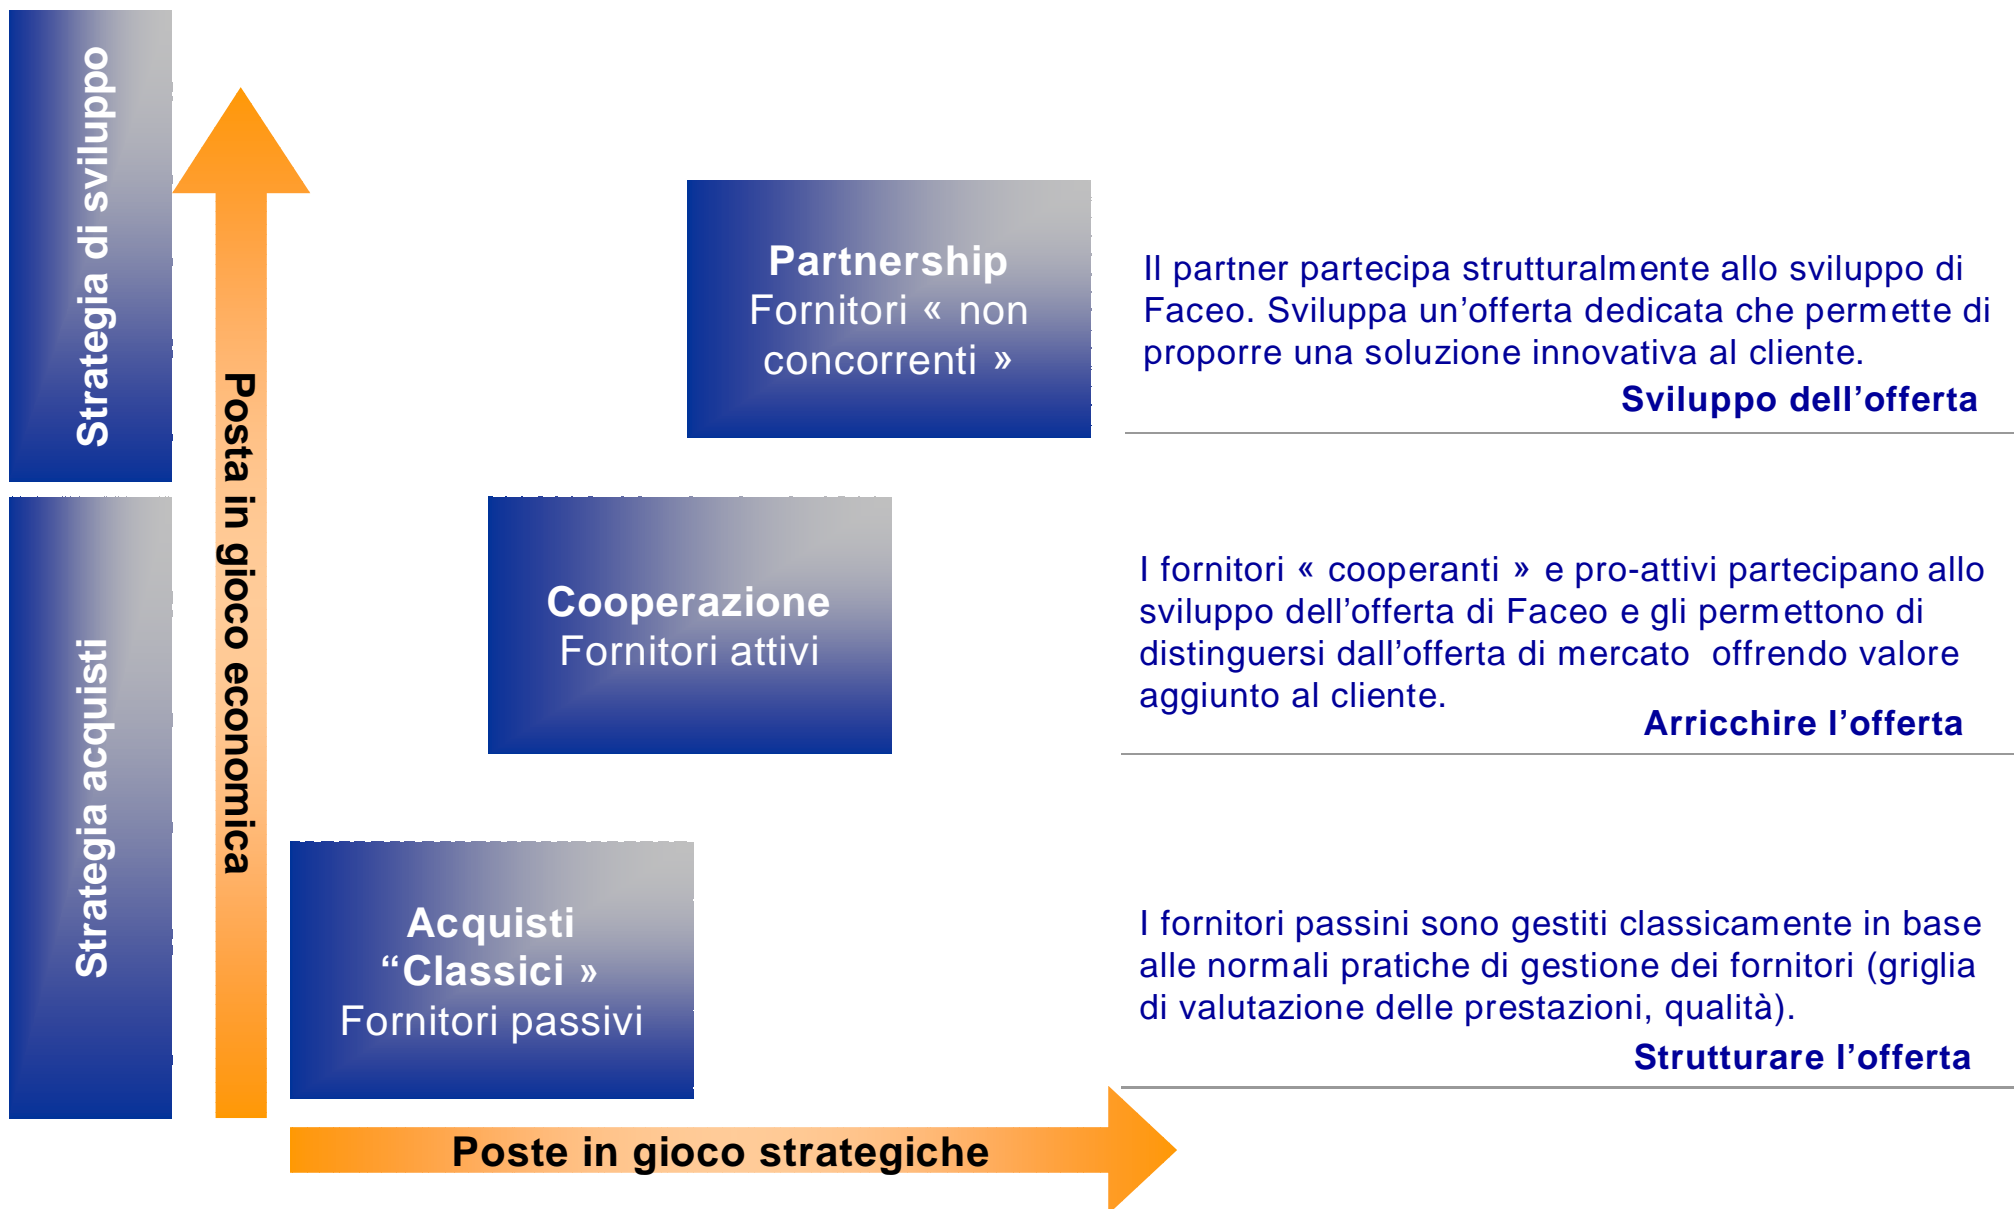 Strategia di sviluppo
Posta in gioco economica
Strategia acquisti
Partnership
Fornitori « non
concorrenti »
Il partner partecipa strutturalmente allo sviluppo di
Faceo. Sviluppa un’offerta dedicata che permette di
proporre una soluzione innovativa al cliente.
Sviluppo dell’offerta
Cooperazione
Fornitori attivi
I fornitori « cooperanti » e pro-attivi partecipano allo
sviluppo dell’offerta di Faceo e gli permettono di
distinguersi dall’offerta di mercato  offrendo valore
aggiunto al cliente.
Arricchire l’offerta
Acquisti
“Classici »
Fornitori passivi
I fornitori passini sono gestiti classicamente in base
alle normali pratiche di gestione dei fornitori (griglia
di valutazione delle prestazioni, qualità).
Strutturare l’offerta
Poste in gioco strategiche